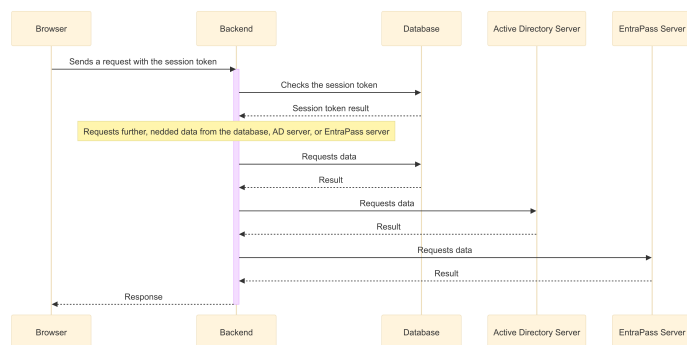 Browser
Backend
Database
Active Directory Server
EntraPass Server
Sends a request with the session token
Checks the session token
Session token result
Requests further, nedded data from the database, AD server, or EntraPass server
Requests data
Result
Requests data
Result
Requests data
Result
Response
Browser
Backend
Database
Active Directory Server
EntraPass Server